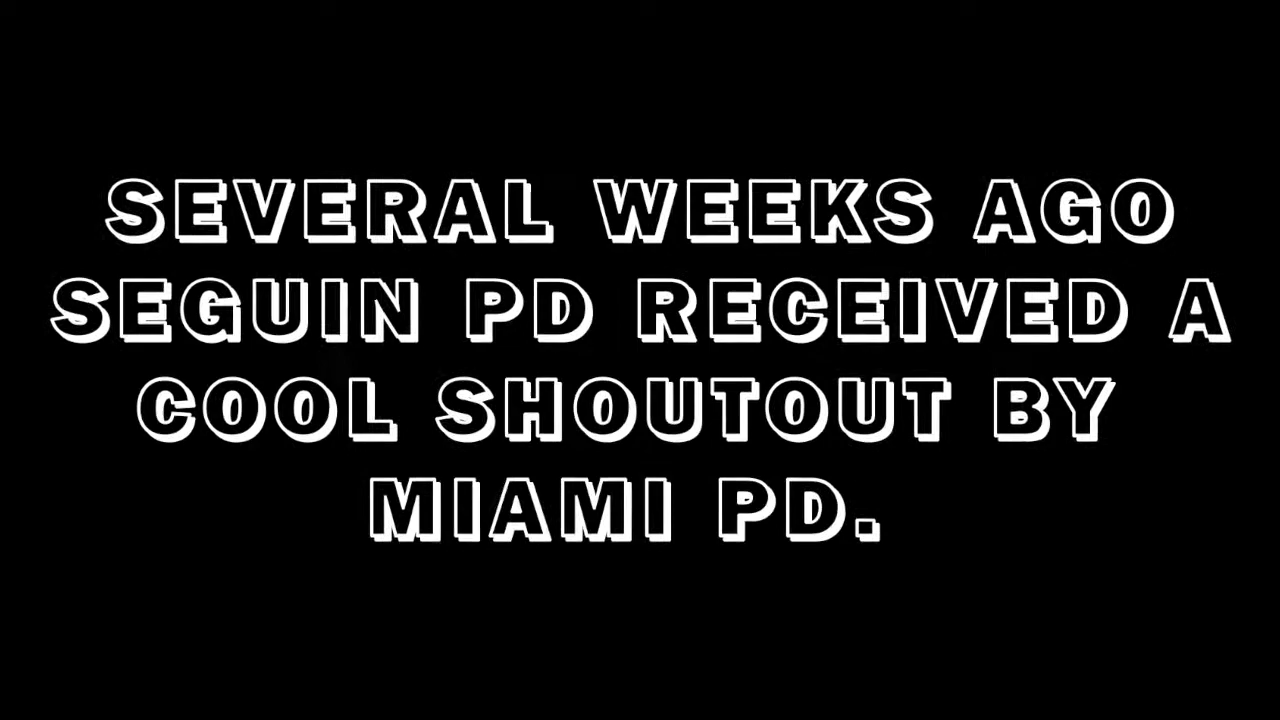 SEVERAL WEEKS AGO
SEGUIN PD RECEIVED A
COOL SHOUTOUT BY
MIAMI PD.